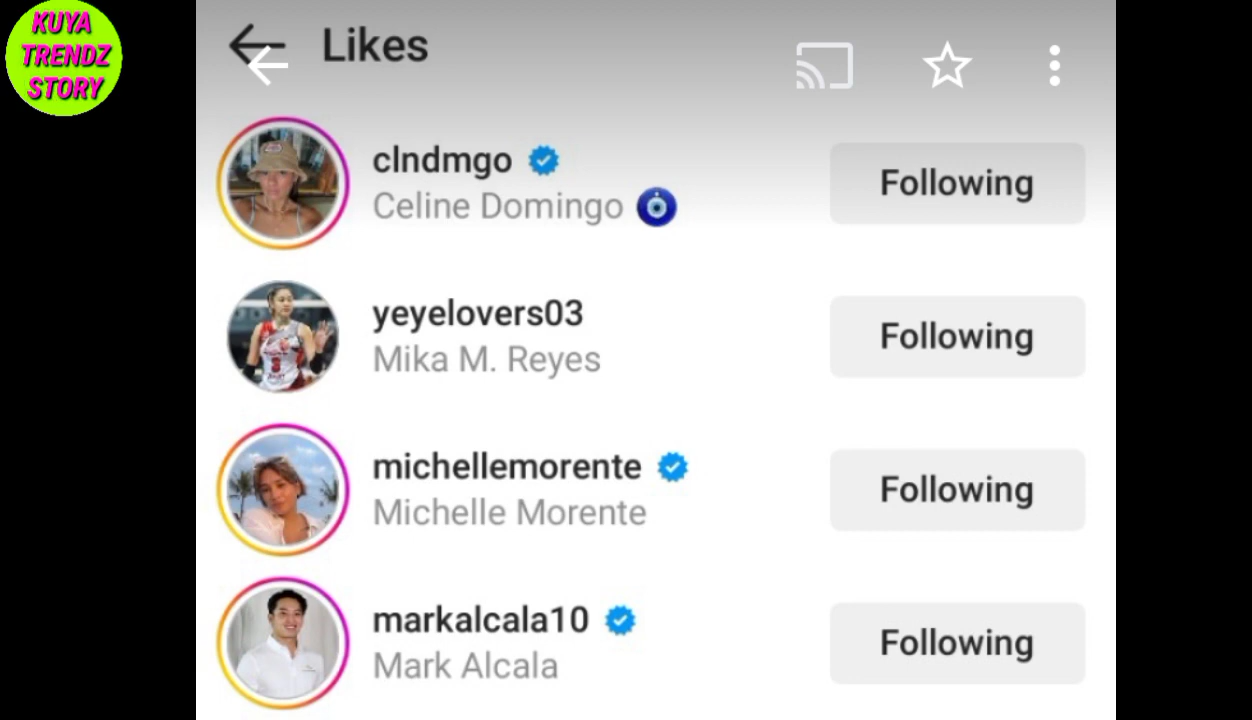 KUYA
TRENDZ
STORY
Likes
clndmgo
Celine Domingo
Following
yeyelovers03
Mika M. Reyes
Following
michellemorente
Michelle Morente
Following
markalcala10
Mark Alcala
Following